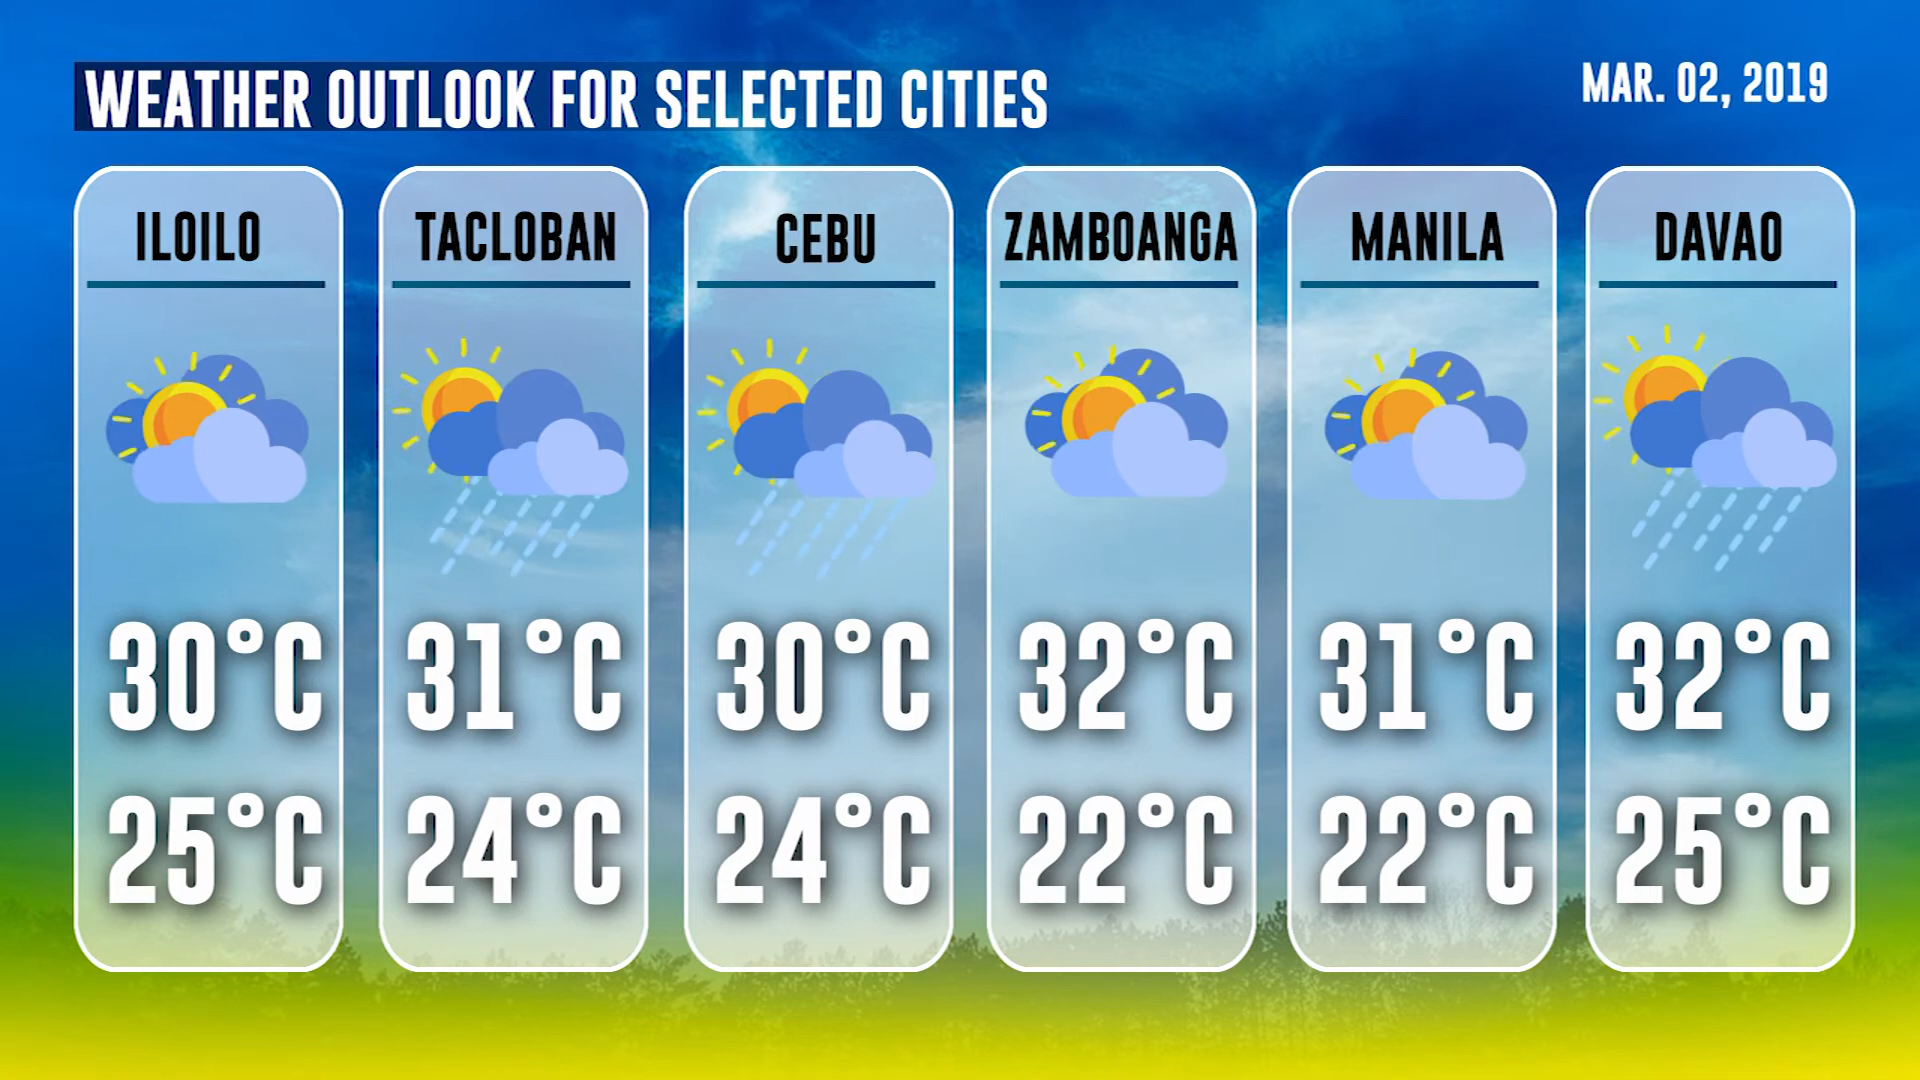 WEATHER OUTLOOK FOR SELECTED CITIES
MAR. 02, 2019
ILOILO
30°C
25°C
TACLOBAN
31°C
24°C
CEBU
30°C
24°C
ZAMBOANGA
32°C
22°C
MANILA
31°C
22°C
DAVAO
32°C
25°C